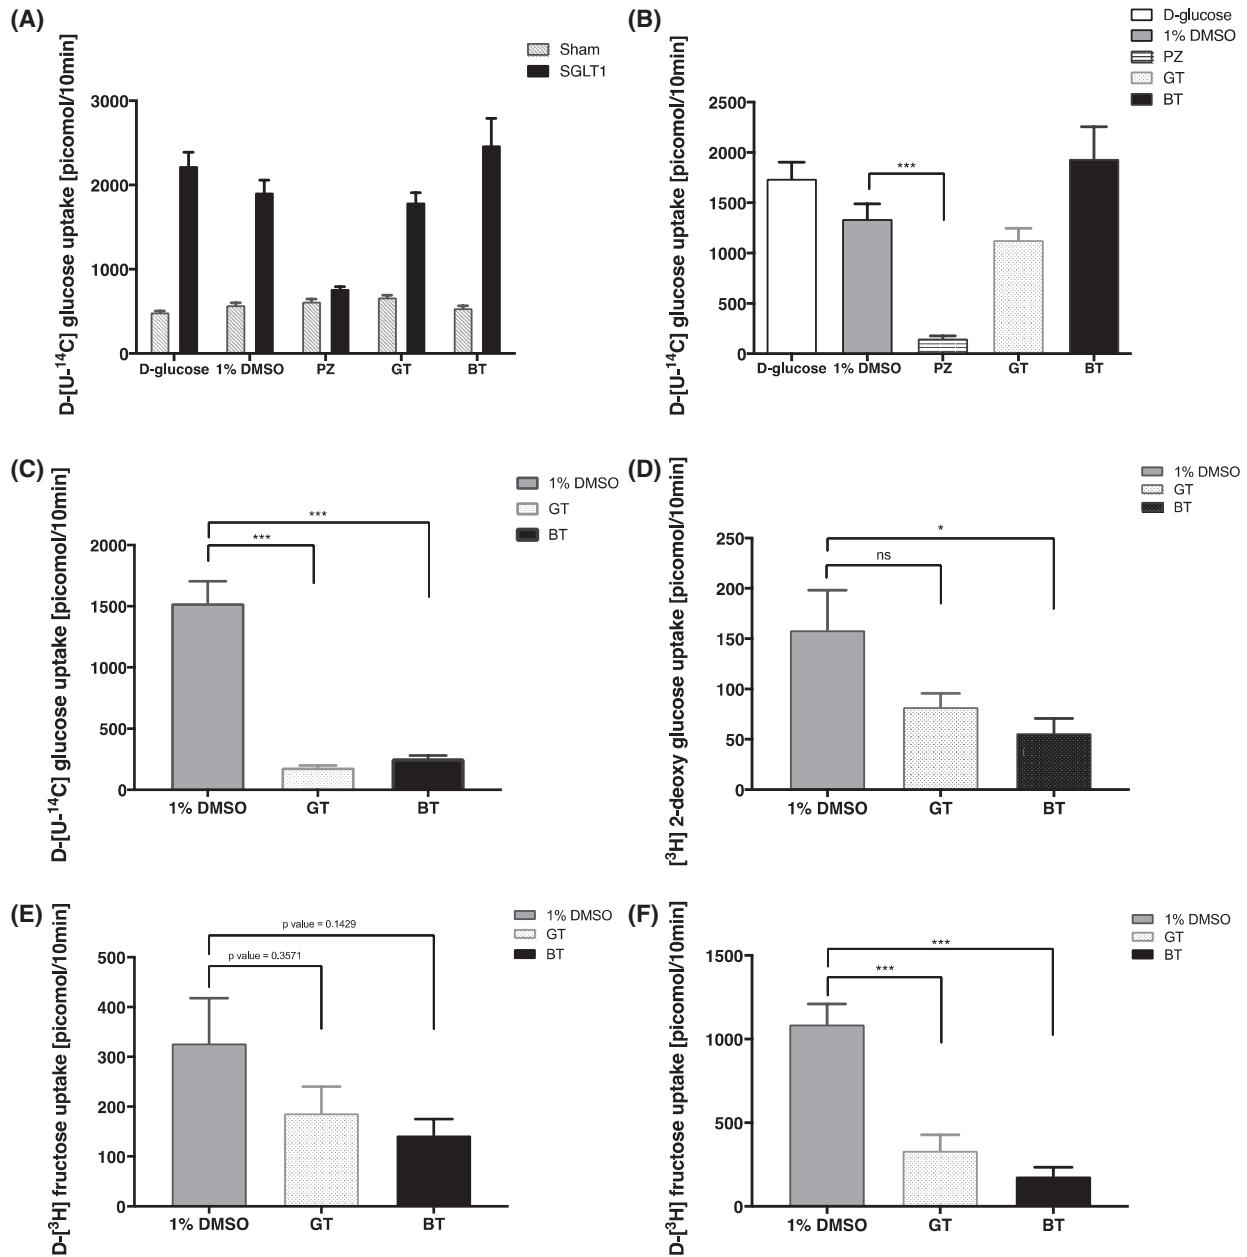 (A)
Sham
SGLT1
D-[U-¹⁴C] glucose uptake [picomol/10min]
3000
2000
1000
0
D-glucose 1% DMSO PZ GT BT
(B)
D-glucose
1% DMSO
PZ
GT
BT
D-[U-¹⁴C] glucose uptake [picomol/10min]
2500
2000
1500
1000
500
0
***
D-glucose 1% DMSO PZ GT BT
(C)
1% DMSO
GT
BT
D-[U-¹⁴C] glucose uptake [picomol/10min]
2000
1500
1000
500
0
***
***
1% DMSO GT BT
(D)
1% DMSO
GT
BT
[³H] 2-deoxy glucose uptake [picomol/10min]
250
200
150
100
50
0
*
ns
1% DMSO GT BT
(E)
1% DMSO
GT
BT
D-[³H] fructose uptake [picomol/10min]
500
400
300
200
100
0
p value = 0.1429
p value = 0.3571
1% DMSO GT BT
(F)
1% DMSO
GT
BT
D-[³H] fructose uptake [picomol/10min]
1500
1000
500
0
***
***
1% DMSO GT BT